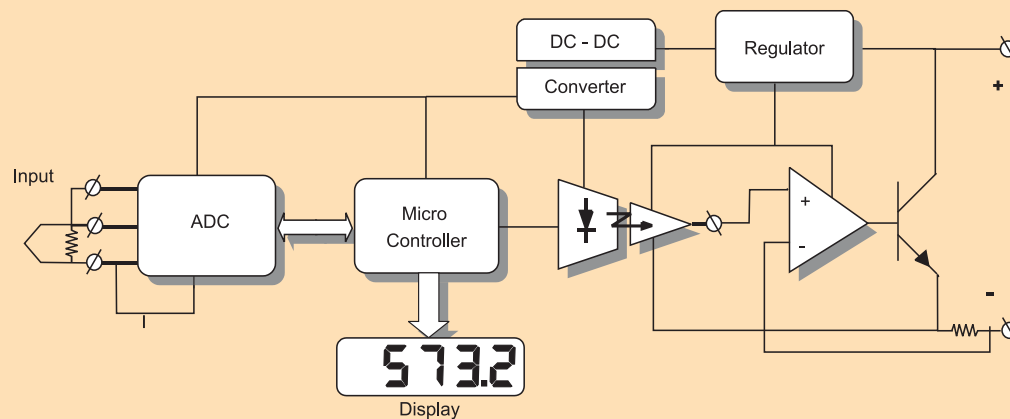 DC - DC
Converter
Regulator
+
Input
ADC
Micro
Controller
+
-
-
I
573.2
Display